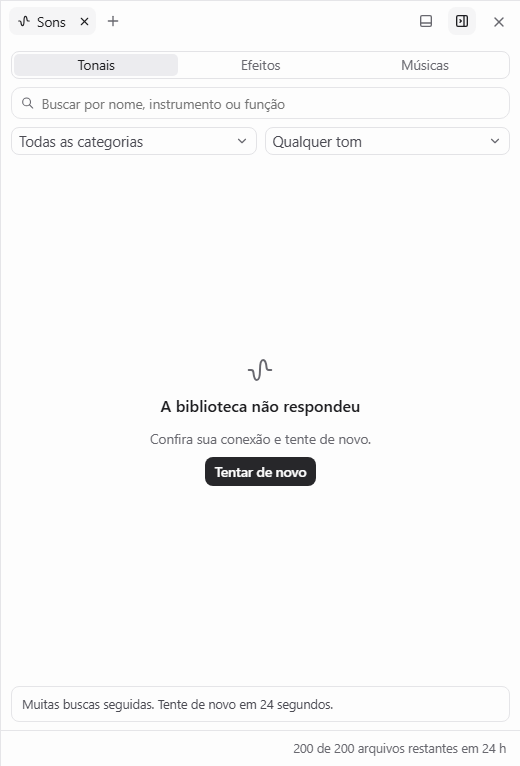 Sons
Tonais
Efeitos
Músicas
Buscar por nome, instrumento ou função
Todas as categorias
Qualquer tom
A biblioteca não respondeu
Confira sua conexão e tente de novo.
Tentar de novo
Muitas buscas seguidas. Tente de novo em 24 segundos.
200 de 200 arquivos restantes em 24 h